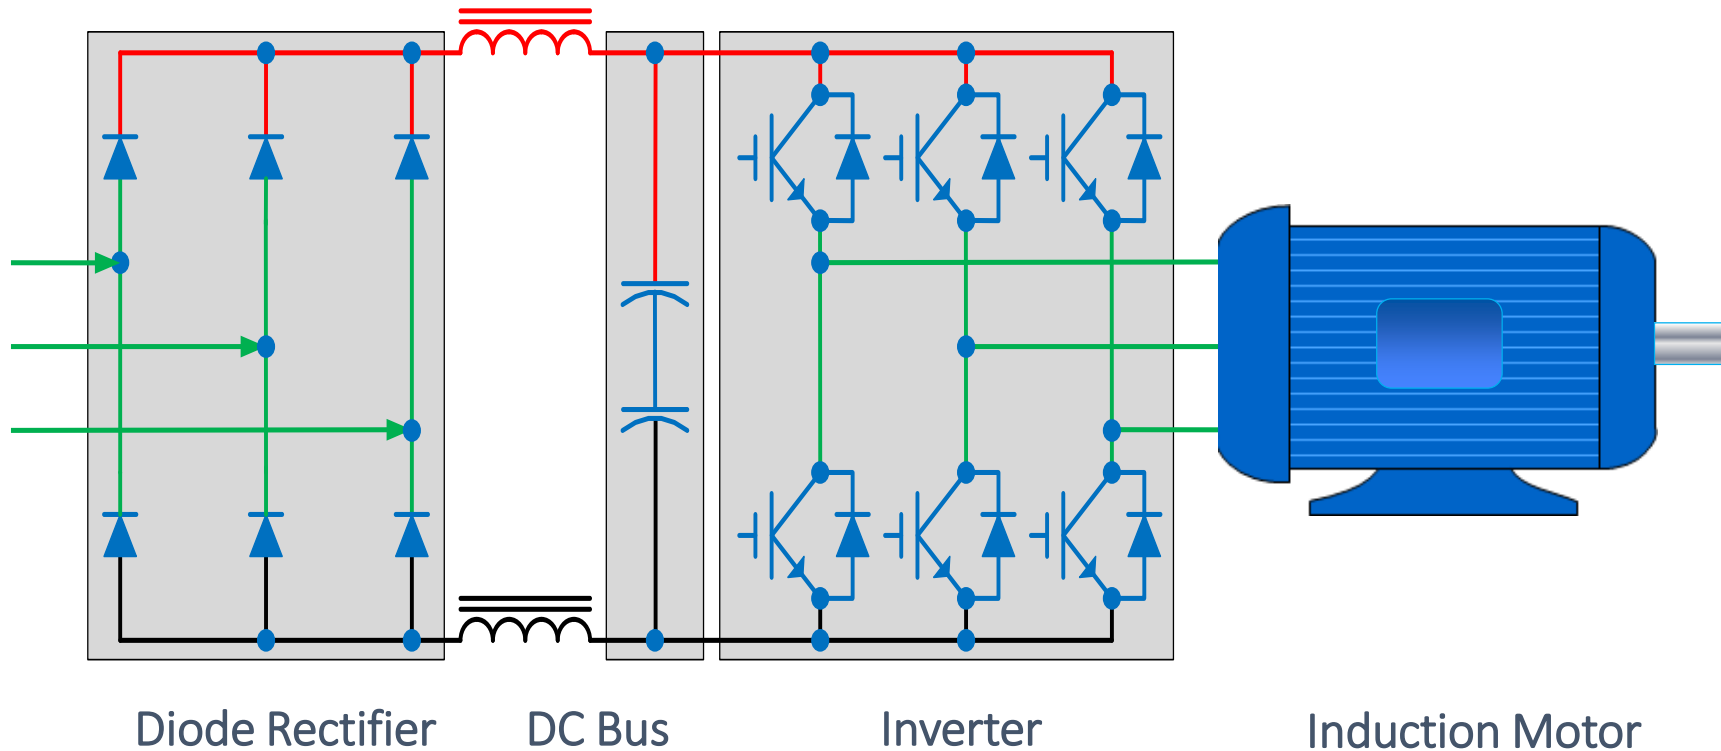 Diode Rectifier
DC Bus
Inverter
Induction Motor